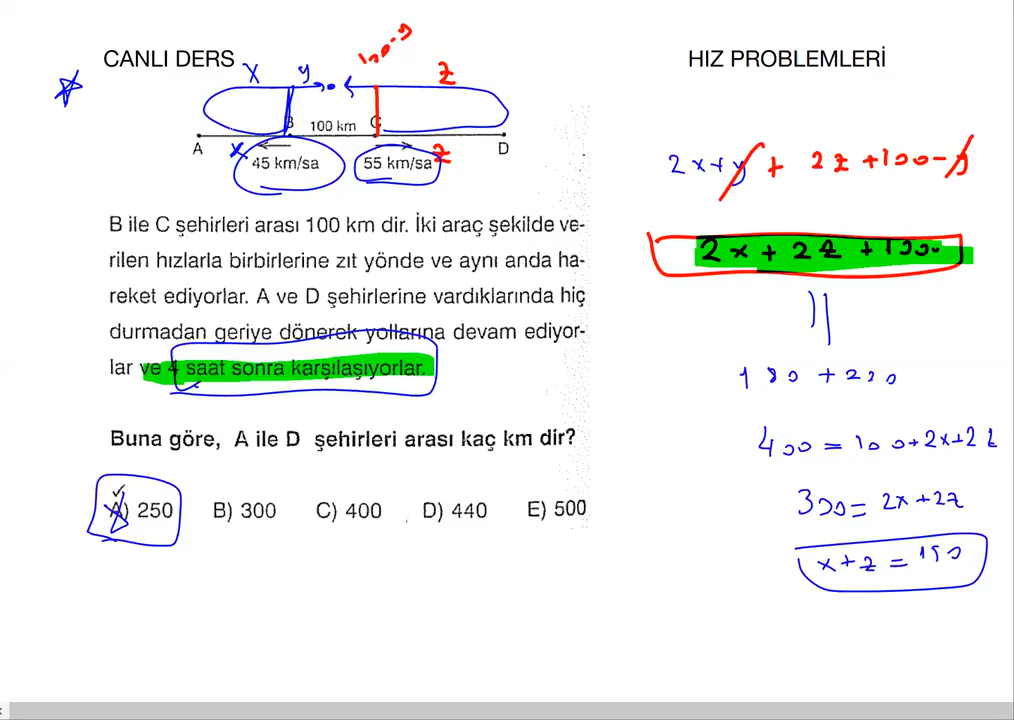 CANLI DERS
HIZ PROBLEMLERİ
x y 100-y z
B 100 km C
A x 45 km/sa 55 km/sa z D
B ile C şehirleri arası 100 km dir. İki araç şekilde ve-
rilen hızlarla birbirlerine zıt yönde ve aynı anda ha-
reket ediyorlar. A ve D şehirlerine vardıklarında hiç
durmadan geriye dönerek yollarına devam ediyor-
lar ve 4 saat sonra karşılaşıyorlar.
Buna göre, A ile D şehirleri arası kaç km dir?
A) 250 B) 300 C) 400 D) 440 E) 500
2x+y + 2z+100-y
2x+2z+100
180+220
400=100+2x+2z
300=2x+2z
x+z=150